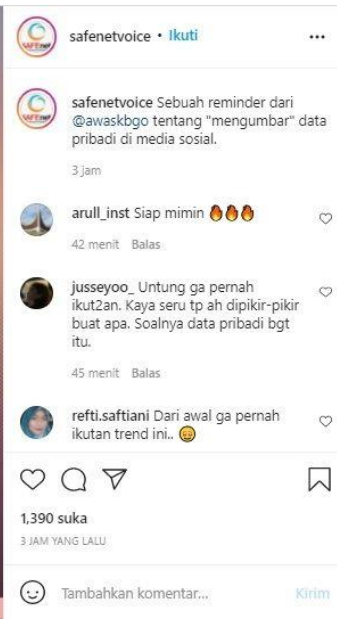 safenetvoice • Ikuti
safenetvoice Sebuah reminder dari
@awaskbgo tentang "mengumbar" data
pribadi di media sosial.
3 jam
arull_inst Siap mimin 🔥🔥🔥
42 menit Balas
jusseyoo_ Untung ga pernah
ikut2an. Kaya seru tp ah dipikir-pikir
buat apa. Soalnya data pribadi bgt
itu.
45 menit Balas
refti.saftiani Dari awal ga pernah
ikutan trend ini.. 😑
1,390 suka
3 JAM YANG LALU
Tambahkan komentar... Kirim